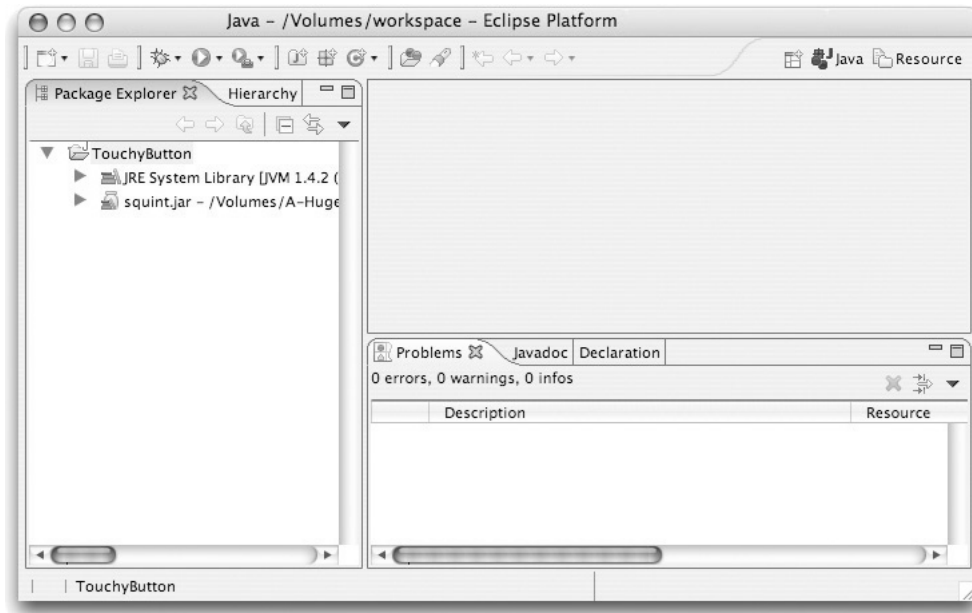 Java – /Volumes/workspace – Eclipse Platform
Java Resource
Package Explorer Hierarchy
TouchyButton
JRE System Library [JVM 1.4.2 (
squint.jar – /Volumes/A-Huge
Problems Javadoc Declaration
0 errors, 0 warnings, 0 infos
Description Resource
TouchyButton